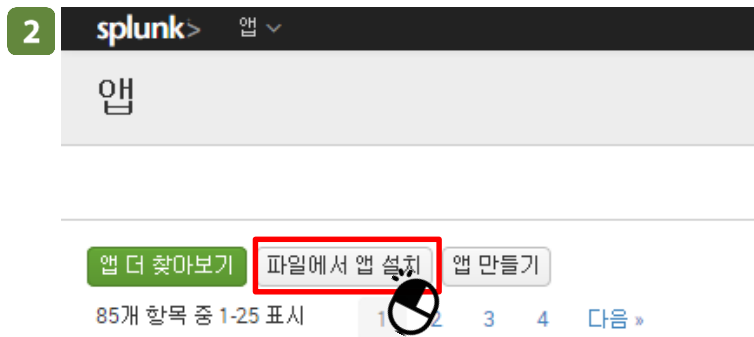 2
splunk> 앱
앱
앱 더 찾아보기 파일에서 앱 설치 앱 만들기
85개 항목 중 1-25 표시 1 2 3 4 다음 »